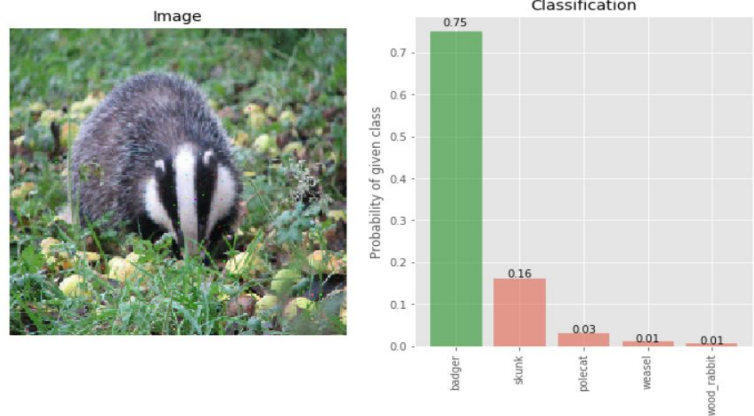 Image
Classification
Probability of given class
0.7
0.6
0.5
0.4
0.3
0.2
0.1
0.0
0.75
0.16
0.03
0.01
0.01
badger
skunk
polecat
weasel
wood_rabbit